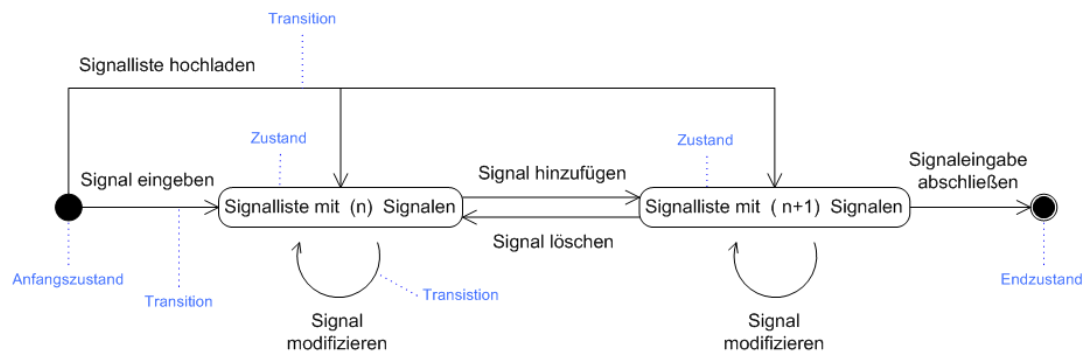 Transition
Signalliste hochladen
Zustand
Zustand
Signal eingeben
Signal hinzufügen
Signaleingabe
abschließen
Signalliste mit (n) Signalen
Signalliste mit ( n+1) Signalen
Signal löschen
Anfangszustand
Transition
Transistion
Endzustand
Signal
modifizieren
Signal
modifizieren